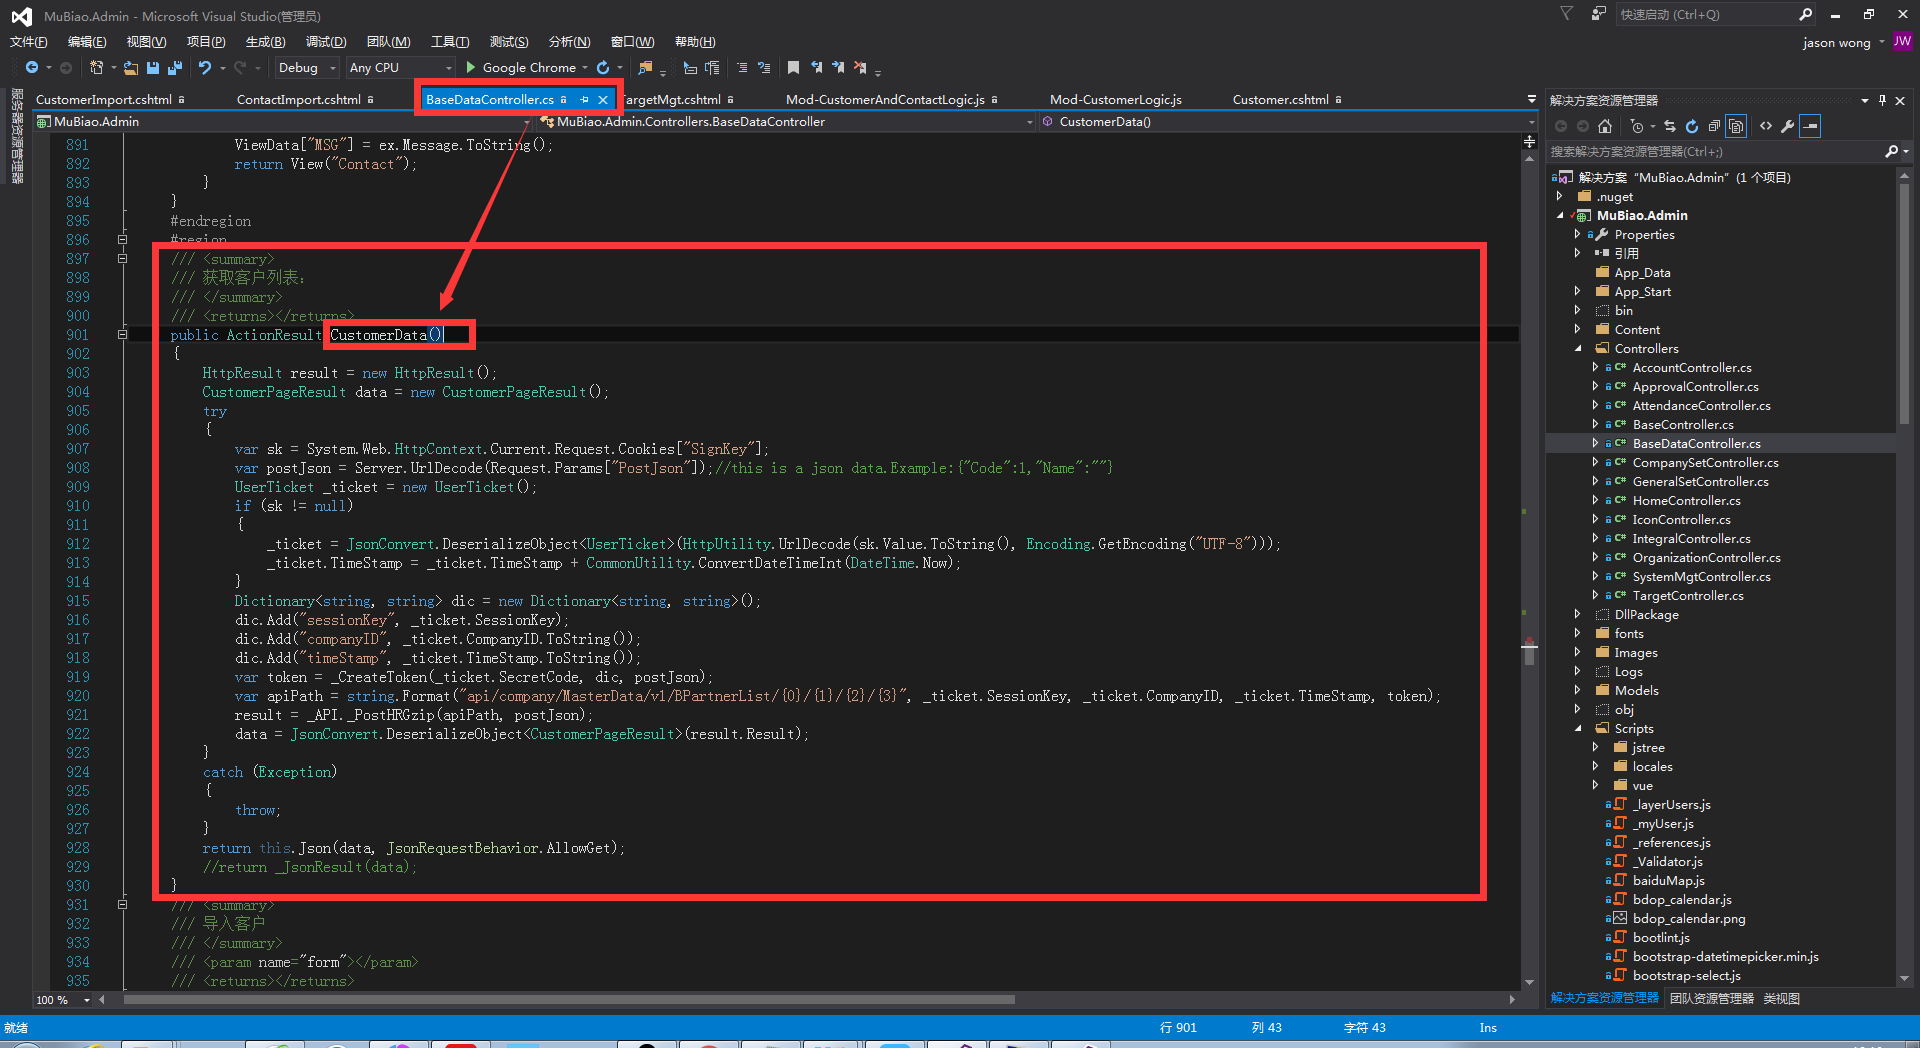 MuBiao.Admin - Microsoft Visual Studio(管理员)
快速启动 (Ctrl+Q)
文件(F) 编辑(E) 视图(V) 项目(P) 生成(B) 调试(D) 团队(M) 工具(T) 测试(S) 分析(N) 窗口(W) 帮助(H)
jason wong JW
Debug Any CPU Google Chrome
服务器资源管理器
CustomerImport.cshtml ContactImport.cshtml BaseDataController.cs TargetMgt.cshtml Mod-CustomerAndContactLogic.js Mod-CustomerLogic.js Customer.cshtml
MuBiao.Admin MuBiao.Admin.Controllers.BaseDataController CustomerData()
891 ViewData["MSG"] = ex.Message.ToString();
892 return View("Contact");
893 }
894 }
895 #endregion
896 #region
897 /// <summary>
898 /// 获取客户列表:
899 /// </summary>
900 /// <returns></returns>
901 public ActionResult CustomerData()
902 {
903 HttpResult result = new HttpResult();
904 CustomerPageResult data = new CustomerPageResult();
905 try
906 {
907 var sk = System.Web.HttpContext.Current.Request.Cookies["SignKey"];
908 var postJson = Server.UrlDecode(Request.Params["PostJson"]);//this is a json data.Example:{"Code":1,"Name":""}
909 UserTicket _ticket = new UserTicket();
910 if (sk != null)
911 {
912 _ticket = JsonConvert.DeserializeObject<UserTicket>(HttpUtility.UrlDecode(sk.Value.ToString(), Encoding.GetEncoding("UTF-8")));
913 _ticket.TimeStamp = _ticket.TimeStamp + CommonUtility.ConvertDateTimeInt(DateTime.Now);
914 }
915 Dictionary<string, string> dic = new Dictionary<string, string>();
916 dic.Add("sessionKey", _ticket.SessionKey);
917 dic.Add("companyID", _ticket.CompanyID.ToString());
918 dic.Add("timeStamp", _ticket.TimeStamp.ToString());
919 var token = _CreateToken(_ticket.SecretCode, dic, postJson);
920 var apiPath = string.Format("api/company/MasterData/v1/BPartnerList/{0}/{1}/{2}/{3}", _ticket.SessionKey, _ticket.CompanyID, _ticket.TimeStamp, token);
921 result = _API._PostHRGzip(apiPath, postJson);
922 data = JsonConvert.DeserializeObject<CustomerPageResult>(result.Result);
923 }
924 catch (Exception)
925 {
926 throw;
927 }
928 return this.Json(data, JsonRequestBehavior.AllowGet);
929 //return _JsonResult(data);
930 }
931 /// <summary>
932 /// 导入客户
933 /// </summary>
934 /// <param name="form"></param>
935 /// <returns></returns>
100 %
解决方案资源管理器
搜索解决方案资源管理器(Ctrl+;)
解决方案 "MuBiao.Admin" (1 个项目)
.nuget
MuBiao.Admin
Properties
引用
App_Data
App_Start
bin
Content
Controllers
C# AccountController.cs
C# ApprovalController.cs
C# AttendanceController.cs
C# BaseController.cs
C# BaseDataController.cs
C# CompanySetController.cs
C# GeneralSetController.cs
C# HomeController.cs
C# IconController.cs
C# IntegralController.cs
C# OrganizationController.cs
C# SystemMgtController.cs
C# TargetController.cs
DllPackage
fonts
Images
Logs
Models
obj
Scripts
jstree
locales
vue
_layerUsers.js
_myUser.js
_references.js
_Validator.js
baiduMap.js
bdop_calendar.js
bdop_calendar.png
bootlint.js
bootstrap-datetimepicker.min.js
bootstrap-select.js
解决方案资源管理器 团队资源管理器 类视图
就绪 行 901 列 43 字符 43 Ins